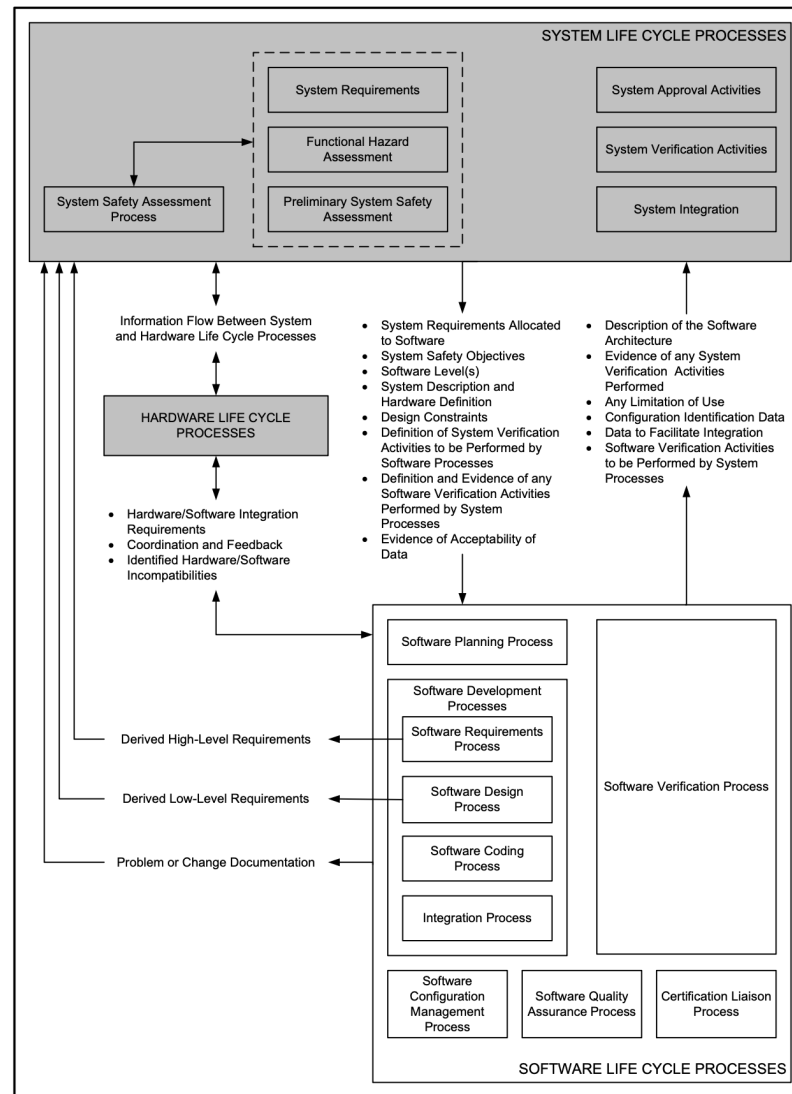 SYSTEM LIFE CYCLE PROCESSES
System Requirements
Functional Hazard
Assessment
Preliminary System Safety
Assessment
System Safety Assessment
Process
System Approval Activities
System Verification Activities
System Integration
Information Flow Between System
and Hardware Life Cycle Processes
HARDWARE LIFE CYCLE
PROCESSES
• Hardware/Software Integration
Requirements
• Coordination and Feedback
• Identified Hardware/Software
Incompatibilities
• System Requirements Allocated
to Software
• System Safety Objectives
• Software Level(s)
• System Description and
Hardware Definition
• Design Constraints
• Definition of System Verification
Activities to be Performed by
Software Processes
• Definition and Evidence of any
Software Verification Activities
Performed by System
Processes
• Evidence of Acceptability of
Data
• Description of the Software
Architecture
• Evidence of any System
Verification Activities
Performed
• Any Limitation of Use
• Configuration Identification Data
• Data to Facilitate Integration
• Software Verification Activities
to be Performed by System
Processes
Software Planning Process
Software Development
Processes
Software Requirements
Process
Software Design
Process
Software Coding
Process
Integration Process
Software Verification Process
Derived High-Level Requirements
Derived Low-Level Requirements
Problem or Change Documentation
Software
Configuration
Management
Process
Software Quality
Assurance Process
Certification Liaison
Process
SOFTWARE LIFE CYCLE PROCESSES